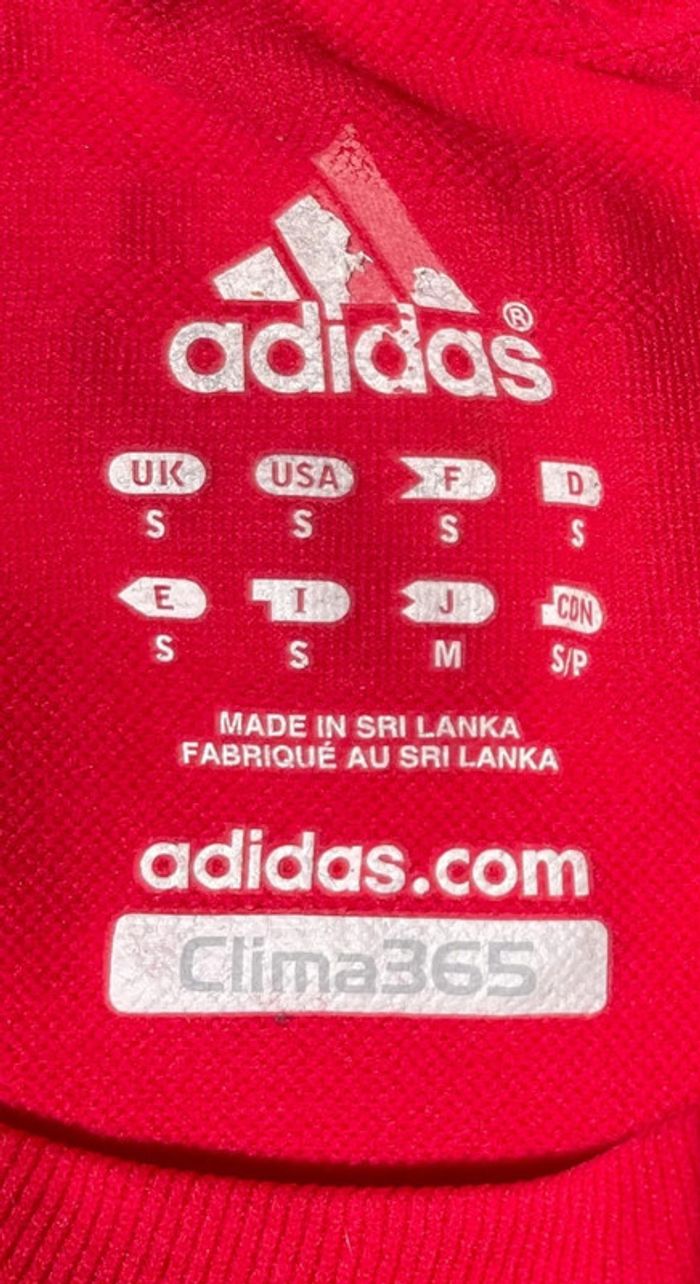 adidas®
UK USA F D
S S S S
E I J CDN
S S M S/P
MADE IN SRI LANKA
FABRIQUÉ AU SRI LANKA
adidas.com
Clima365